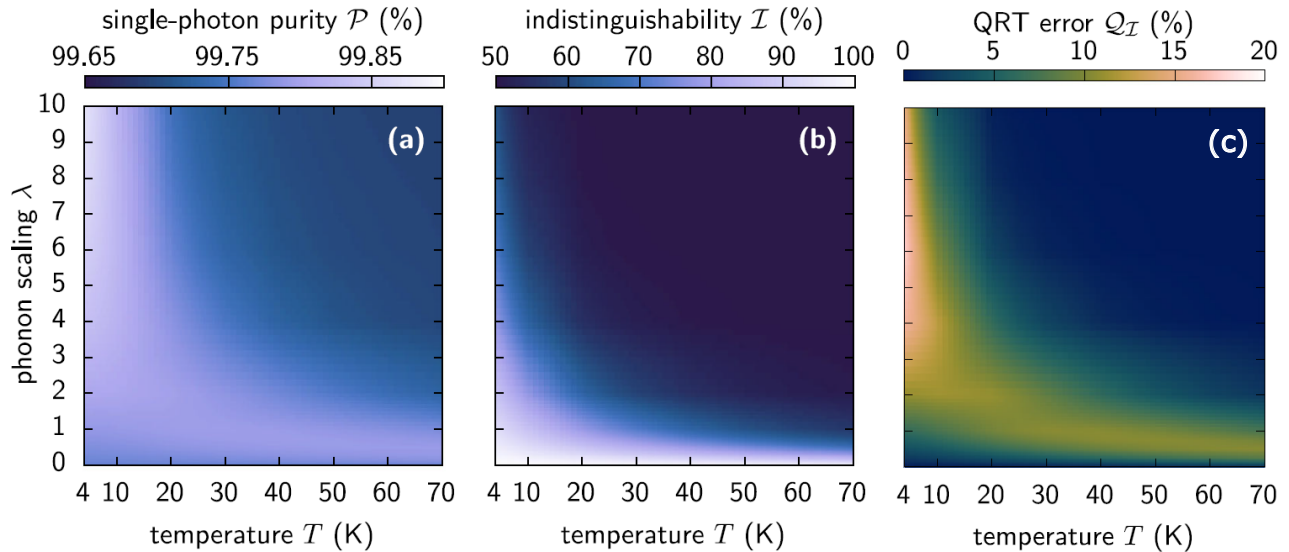 single-photon purity P (%)
99.65 99.75 99.85
indistinguishability I (%)
50 60 70 80 90 100
QRT error Q_I (%)
0 5 10 15 20
phonon scaling λ
10
9
8
7
6
5
4
3
2
1
0
(a)
(b)
(c)
4 10 20 30 40 50 60 70
4 10 20 30 40 50 60 70
4 10 20 30 40 50 60 70
temperature T (K)
temperature T (K)
temperature T (K)